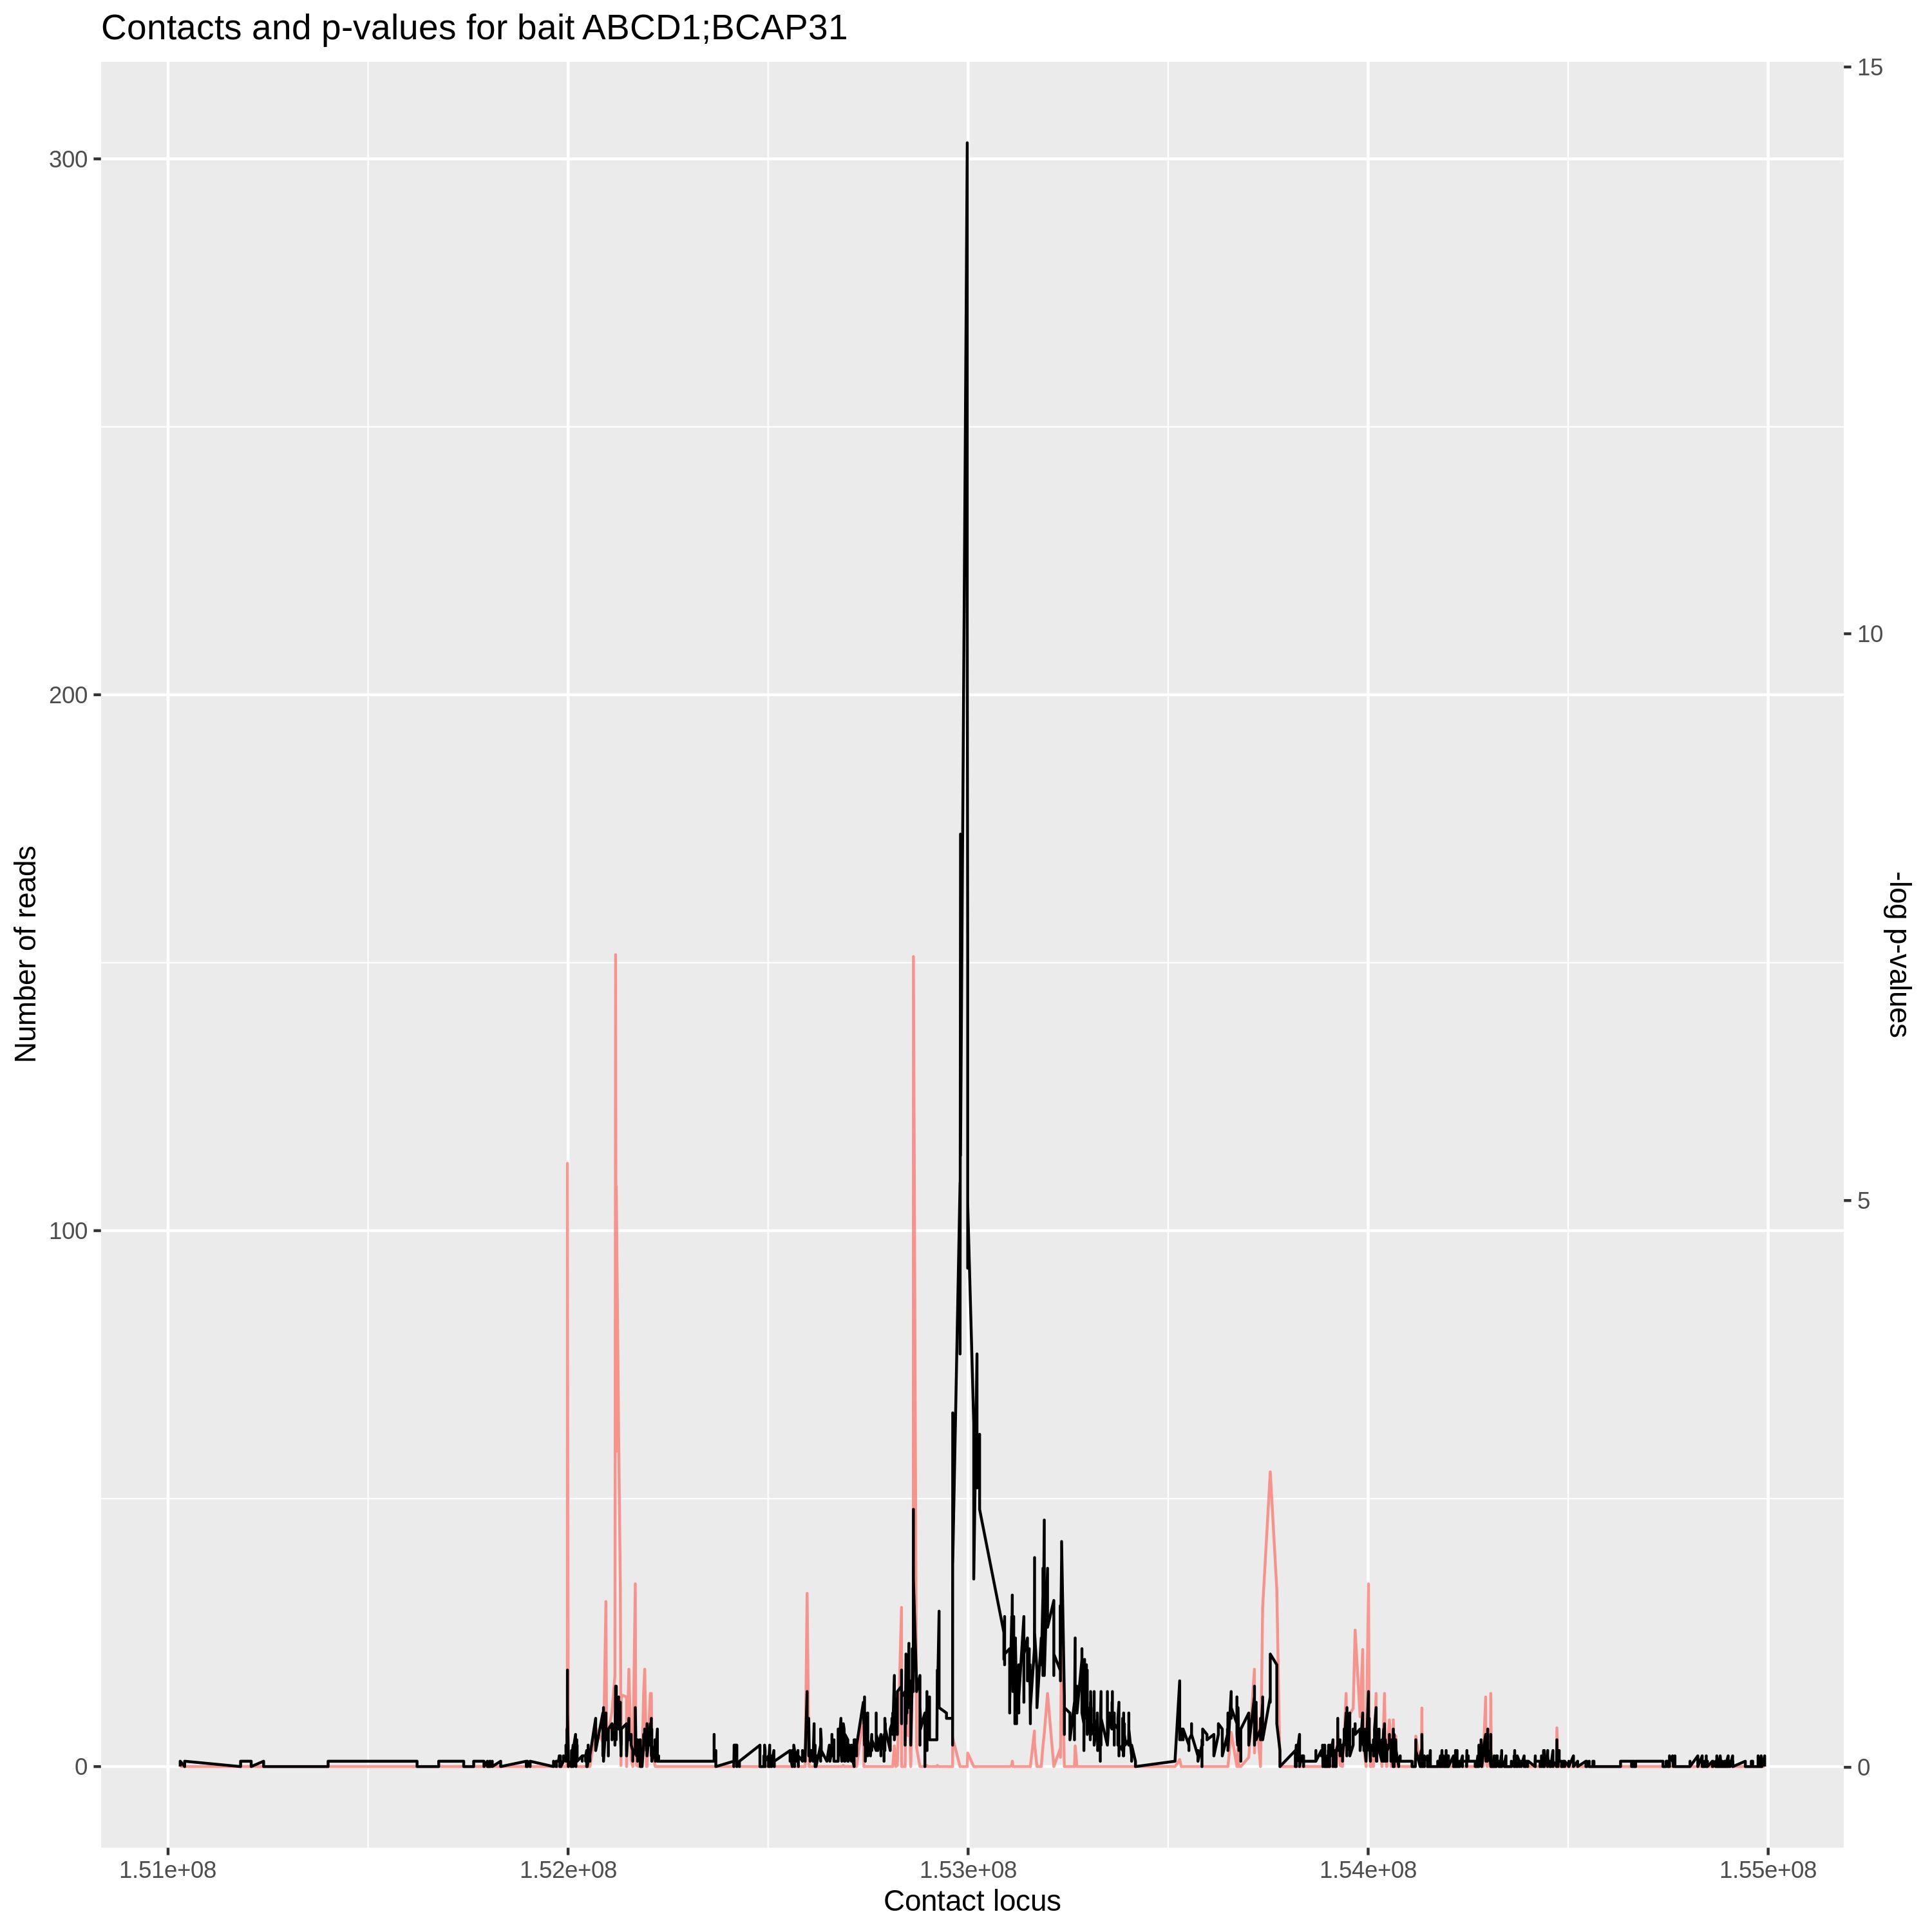 Contacts and p-values for bait ABCD1;BCAP31
15
300
10
200
Number of reads
-log p-values
5
100
0
0
1.51e+08
1.52e+08
1.53e+08
1.54e+08
1.55e+08
Contact locus